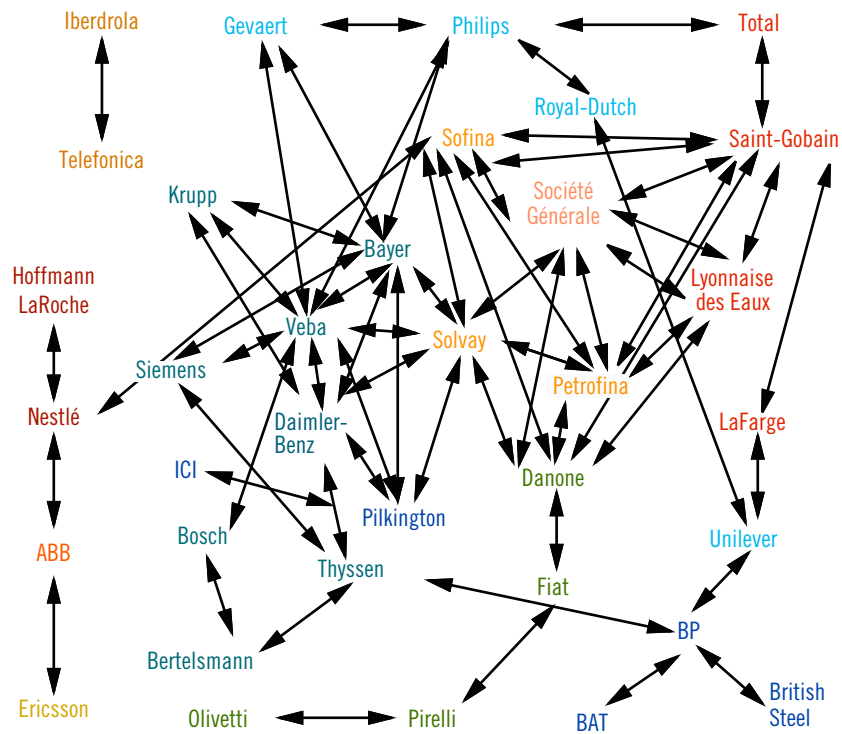 Iberdrola
Gevaert
Philips
Total
Royal-Dutch
Sofina
Saint-Gobain
Telefonica
Krupp
Société
Générale
Bayer
Hoffmann
LaRoche
Lyonnaise
des Eaux
Veba
Solvay
Siemens
Petrofina
Nestlé
Daimler-
Benz
LaFarge
ICI
Danone
Pilkington
Bosch
Unilever
ABB
Thyssen
Fiat
BP
Bertelsmann
Ericsson
Olivetti
Pirelli
BAT
British
Steel